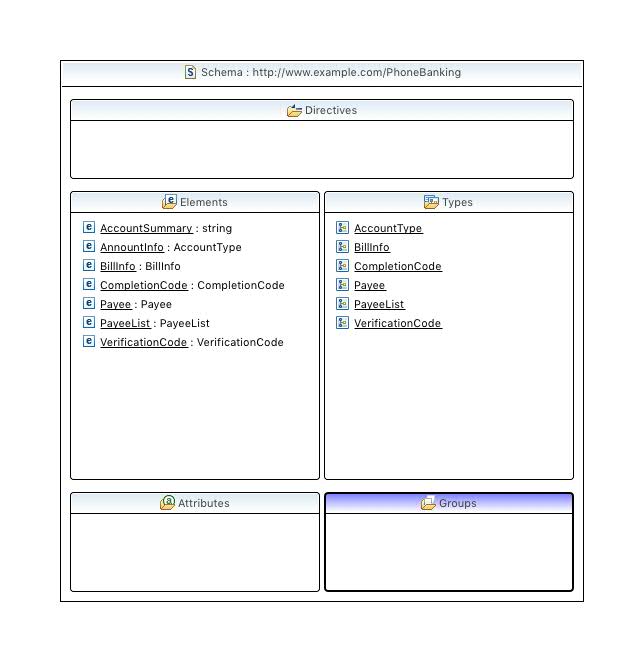 Schema : http://www.example.com/PhoneBanking
Directives
Elements
AccountSummary : string
AnnountInfo : AccountType
BillInfo : BillInfo
CompletionCode : CompletionCode
Payee : Payee
PayeeList : PayeeList
VerificationCode : VerificationCode
Types
AccountType
BillInfo
CompletionCode
Payee
PayeeList
VerificationCode
Attributes
Groups